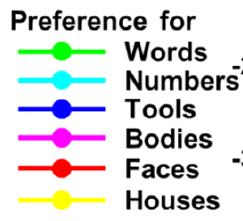 Preference for
Words
Numbers
Tools
Bodies
Faces
Houses